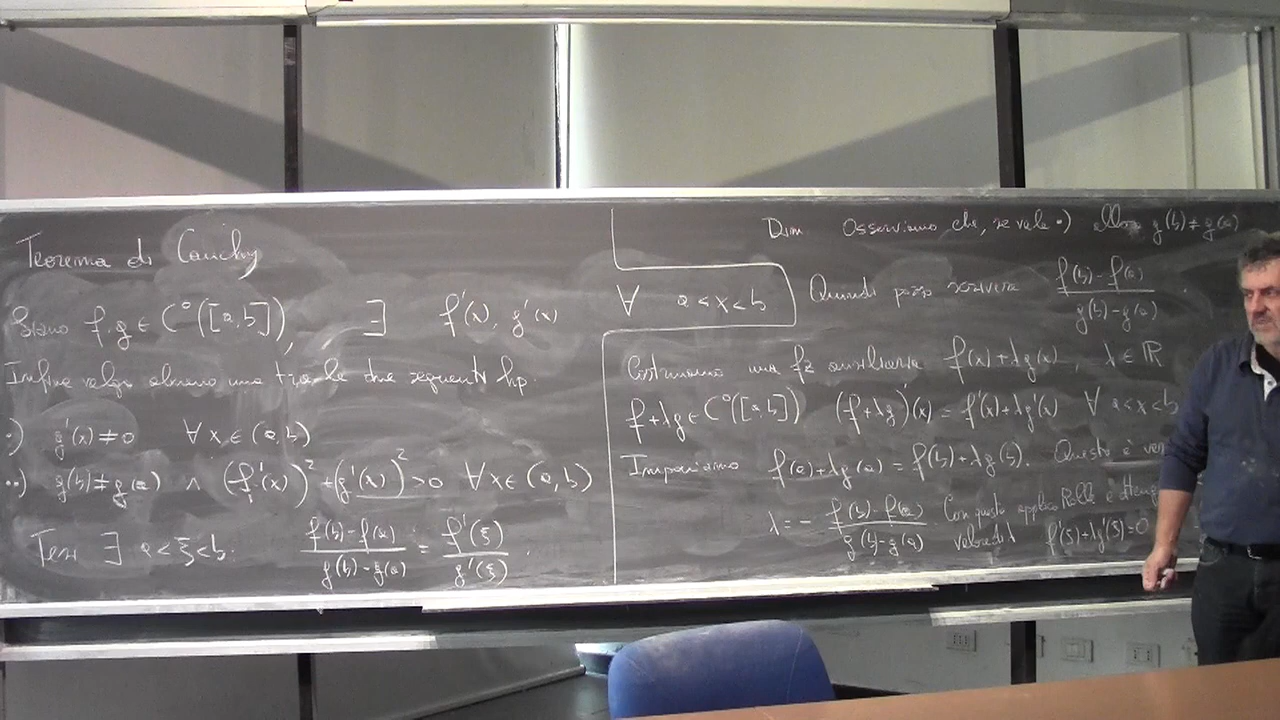 Teorema di Cauchy
Siano f,g ∈ C⁰([a,b]), ∃ f'(x), g'(x) ∀ a<x<b
Infine valga almeno una tra le due seguenti hp.
•) g'(x)≠0 ∀x∈(a,b)
••) g(b)≠g(a) ∧ (f'(x))²+(g'(x))²>0 ∀x∈(a,b)
Tesi ∃ a<ξ<b: (f(b)-f(a))/(g(b)-g(a)) = f'(ξ)/g'(ξ).
Dim Osserviamo che, se vale •) allora g(b)≠g(a)
Quindi posso scrivere (f(b)-f(a))/(g(b)-g(a)).
Costruiamo una fz ausiliaria f(x)+λg(x), λ∈ℝ
f+λg∈C⁰([a,b]) (f+λg)'(x) = f'(x)+λg'(x) ∀ a<x<b
Imponiamo f(a)+λg(a) = f(b)+λg(b). Questo è
λ = - (f(b)-f(a))/(g(b)-g(a)). Con questo applico Rolle e
f'(ξ)+λg'(ξ)=0